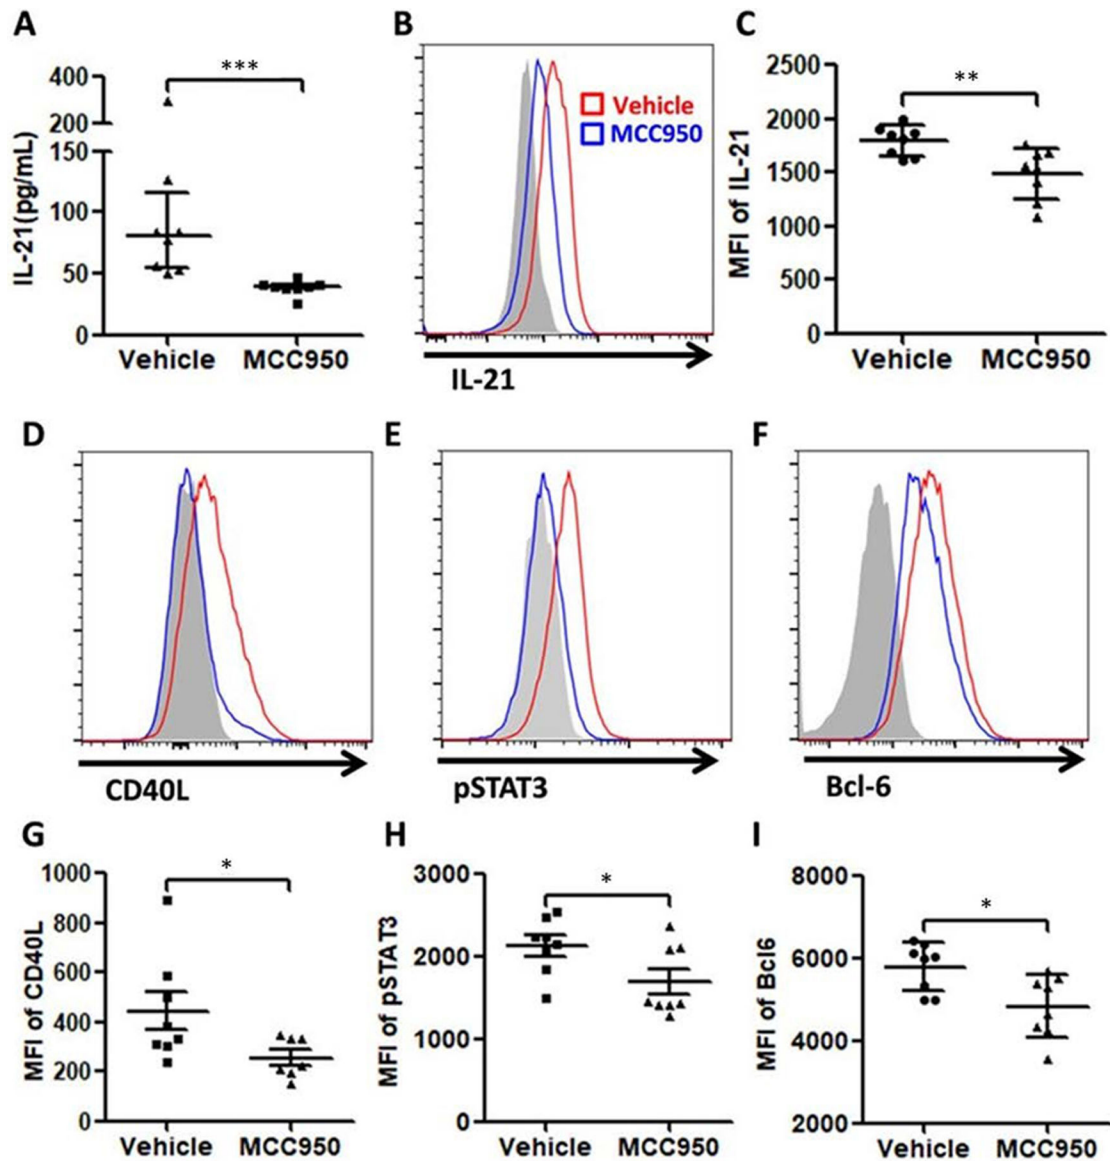 A
B
C
IL-21(pg/mL)
400
200
150
100
50
0
***
Vehicle
MCC950
Vehicle
MCC950
IL-21
MFI of IL-21
2500
2000
1500
1000
500
0
**
Vehicle
MCC950
D
E
F
CD40L
pSTAT3
Bcl-6
G
H
I
MFI of CD40L
1000
800
600
400
200
0
*
Vehicle
MCC950
MFI of pSTAT3
3000
2000
1000
0
*
Vehicle
MCC950
MFI of Bcl6
8000
6000
4000
2000
*
Vehicle
MCC950